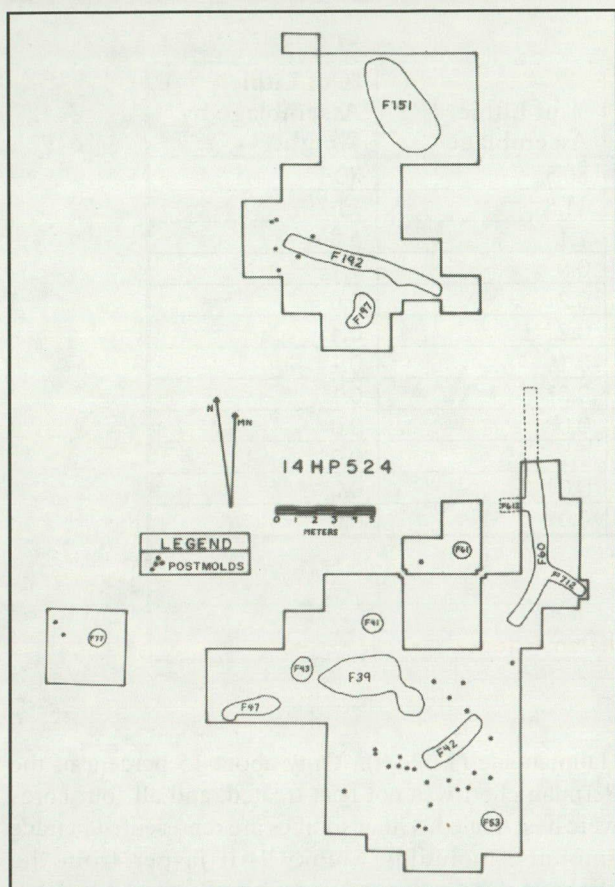 F151
F192
F197
N
MN
14HP524
0 1 2 3 4 5
METERS
LEGEND
POSTMOLDS
F61
F60
F712
F77
F41
F43
F39
F47
F42
F53